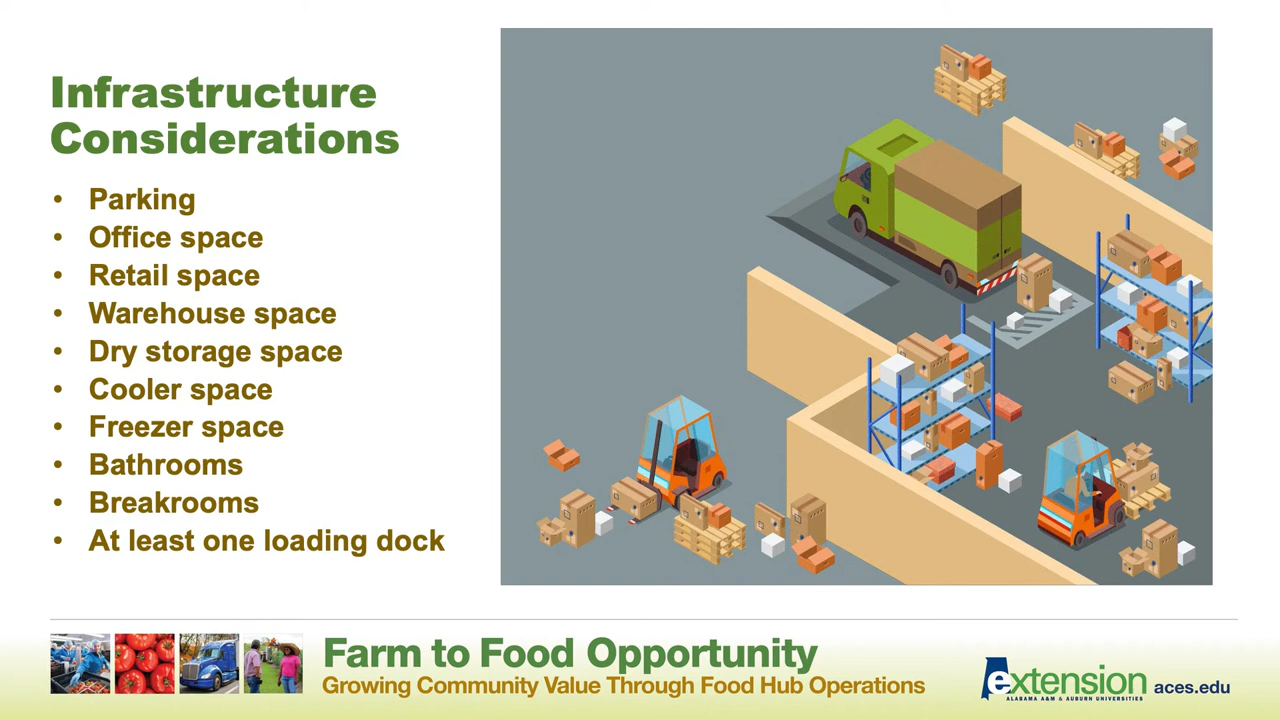 Infrastructure
Considerations
• Parking
• Office space
• Retail space
• Warehouse space
• Dry storage space
• Cooler space
• Freezer space
• Bathrooms
• Breakrooms
• At least one loading dock
Farm to Food Opportunity
Growing Community Value Through Food Hub Operations
extension
ALABAMA A&M & AUBURN UNIVERSITIES
aces.edu